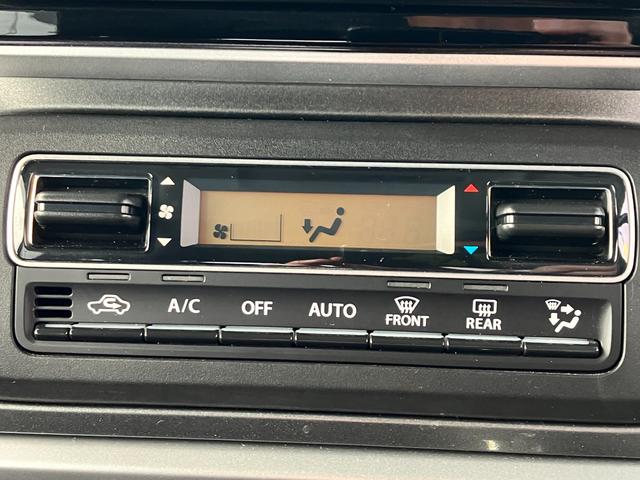 A/C OFF AUTO FRONT REAR